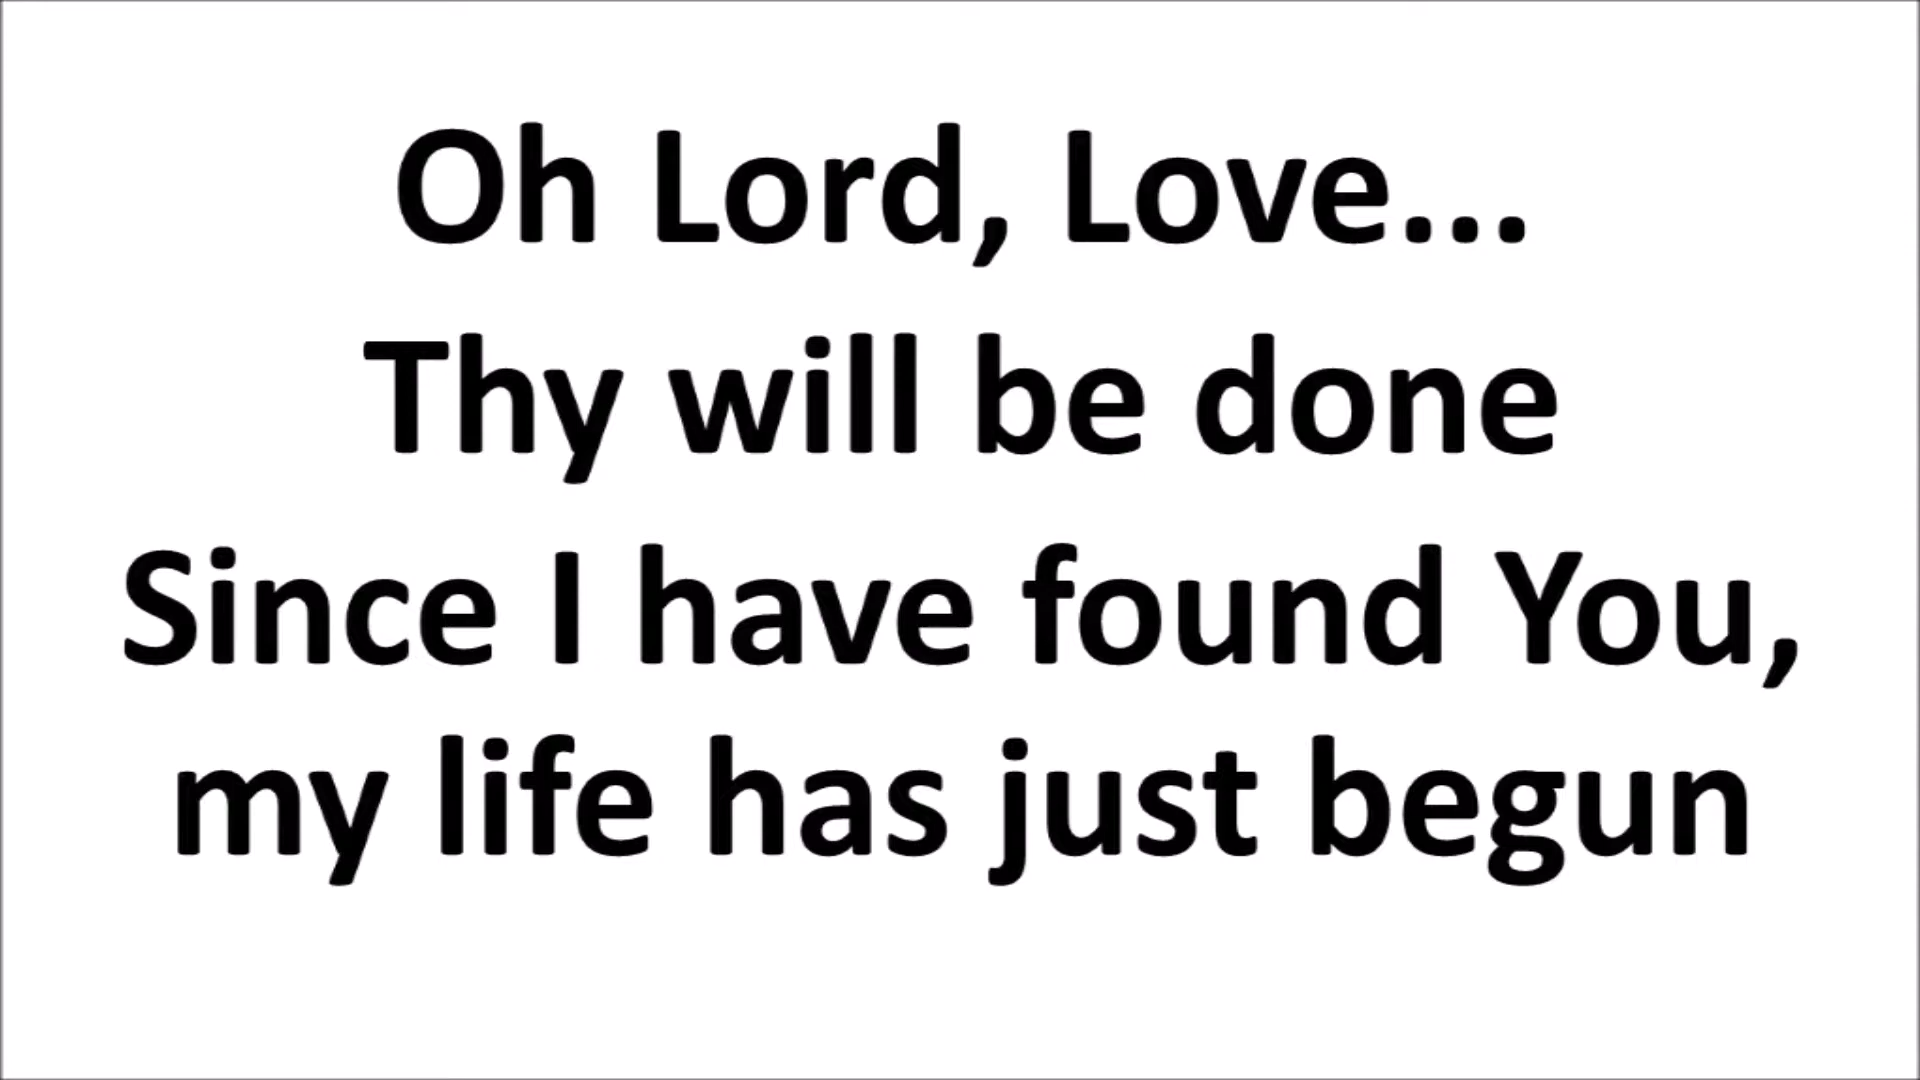 Oh Lord, Love...
Thy will be done
Since I have found You,
my life has just begun